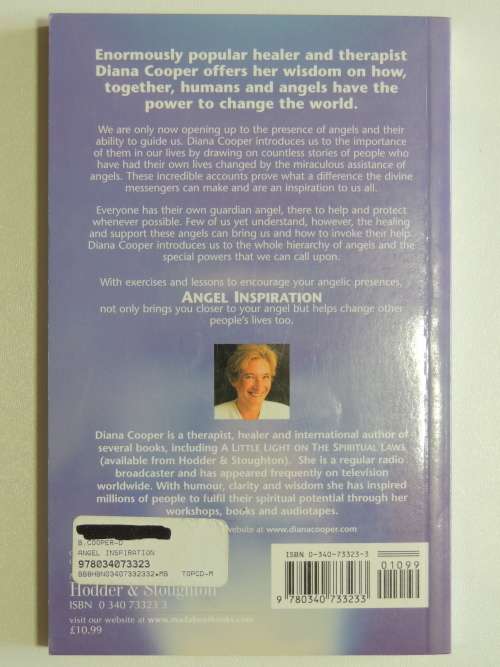 Enormously popular healer and therapist
Diana Cooper offers her wisdom on how,
together, humans and angels have the
power to change the world.
We are only now opening up to the presence of angels and their
ability to guide us. Diana Cooper introduces us to the importance
of them in our lives by drawing on countless stories of people who
have had their own lives changed by the miraculous assistance of
angels. These incredible accounts prove what a difference the divine
messengers can make and are an inspiration to us all.
Everyone has their own guardian angel, there to help and protect
whenever possible. Few of us yet understand, however, the healing
and support these angels can bring us and how to invoke their help.
Diana Cooper introduces us to the whole hierarchy of angels and the
special powers that we can call upon.
With exercises and lessons to encourage your angelic presences,
ANGEL INSPIRATION
not only brings you closer to your angel but helps change other
people's lives too.
Diana Cooper is a therapist, healer and international author of
several books, including A LITTLE LIGHT ON THE SPIRITUAL LAWS
(available from Hodder & Stoughton). She is a regular radio
broadcaster and has appeared frequently on television
worldwide. With humour, clarity and wisdom she has inspired
millions of people to fulfil their spiritual potential through her
workshops, books and audiotapes.
website at www.dianacooper.com
B COOPER-D
ANGEL INSPIRATION
978034073323
TOPCD-M
Hodder & Stoughton
ISBN 0 340 73323 3
visit our website at www.madaboutbooks.com
£10.99
ISBN 0-340-73323-3
01099
9 780340 733233